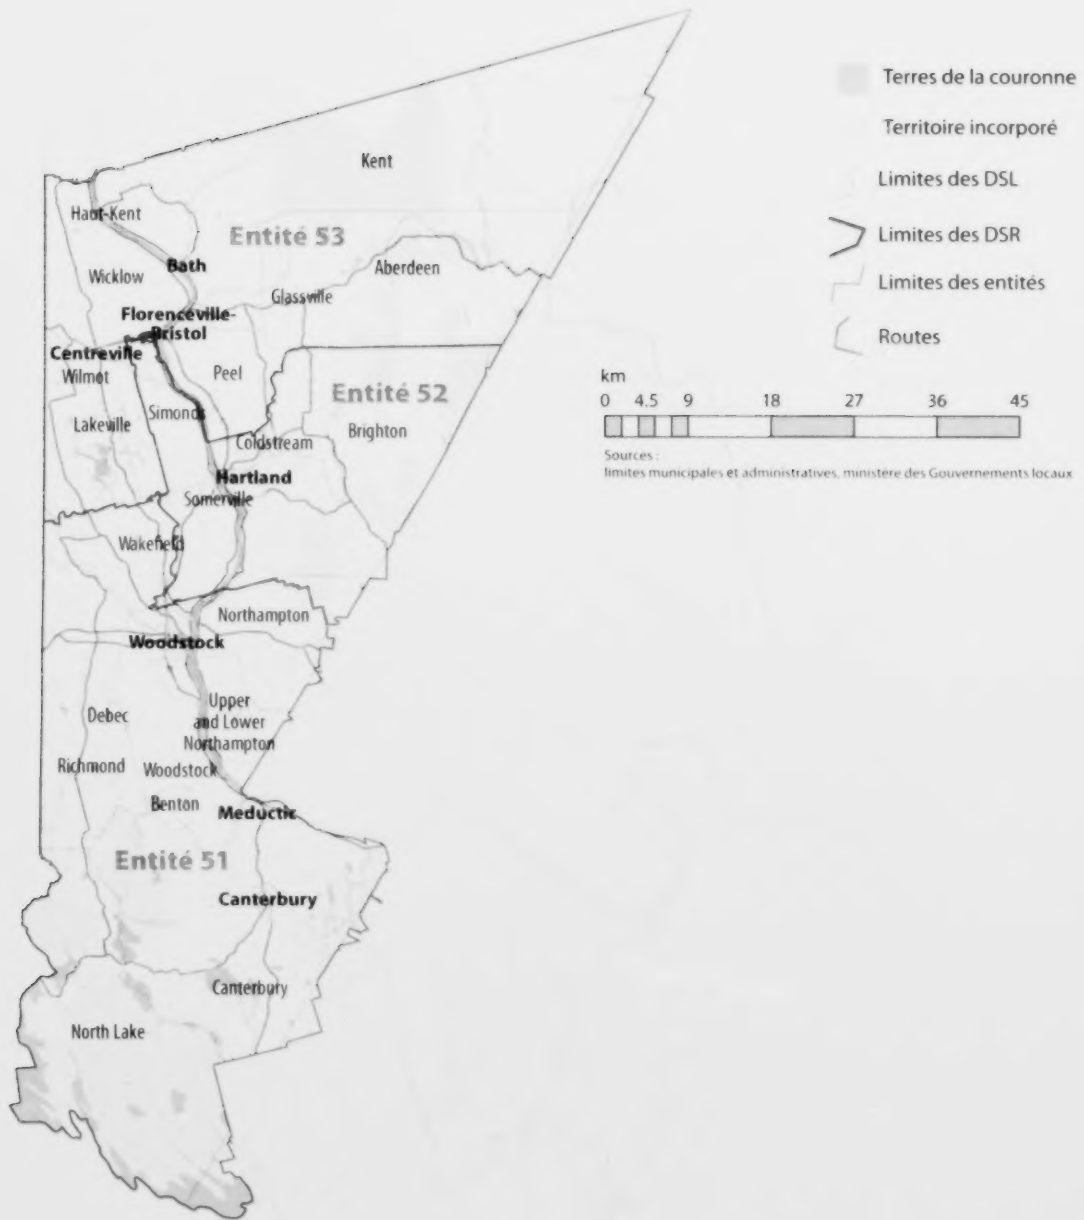 Terres de la couronne
Territoire incorporé
Limites des DSL
Limites des DSR
Limites des entités
Routes
km
0 4.5 9 18 27 36 45
Sources :
limites municipales et administratives, ministère des Gouvernements locaux
Kent
Haut-Kent
Entité 53
Bath
Aberdeen
Wicklow
Glassville
Florenceville-
Bristol
Centreville
Wilmot
Peel
Entité 52
Simonds
Lakeville
Brighton
Coldstream
Hartland
Somerville
Wakefield
Northampton
Woodstock
Upper
and Lower
Northampton
Debec
Richmond
Woodstock
Benton
Meductic
Entité 51
Canterbury
Canterbury
North Lake